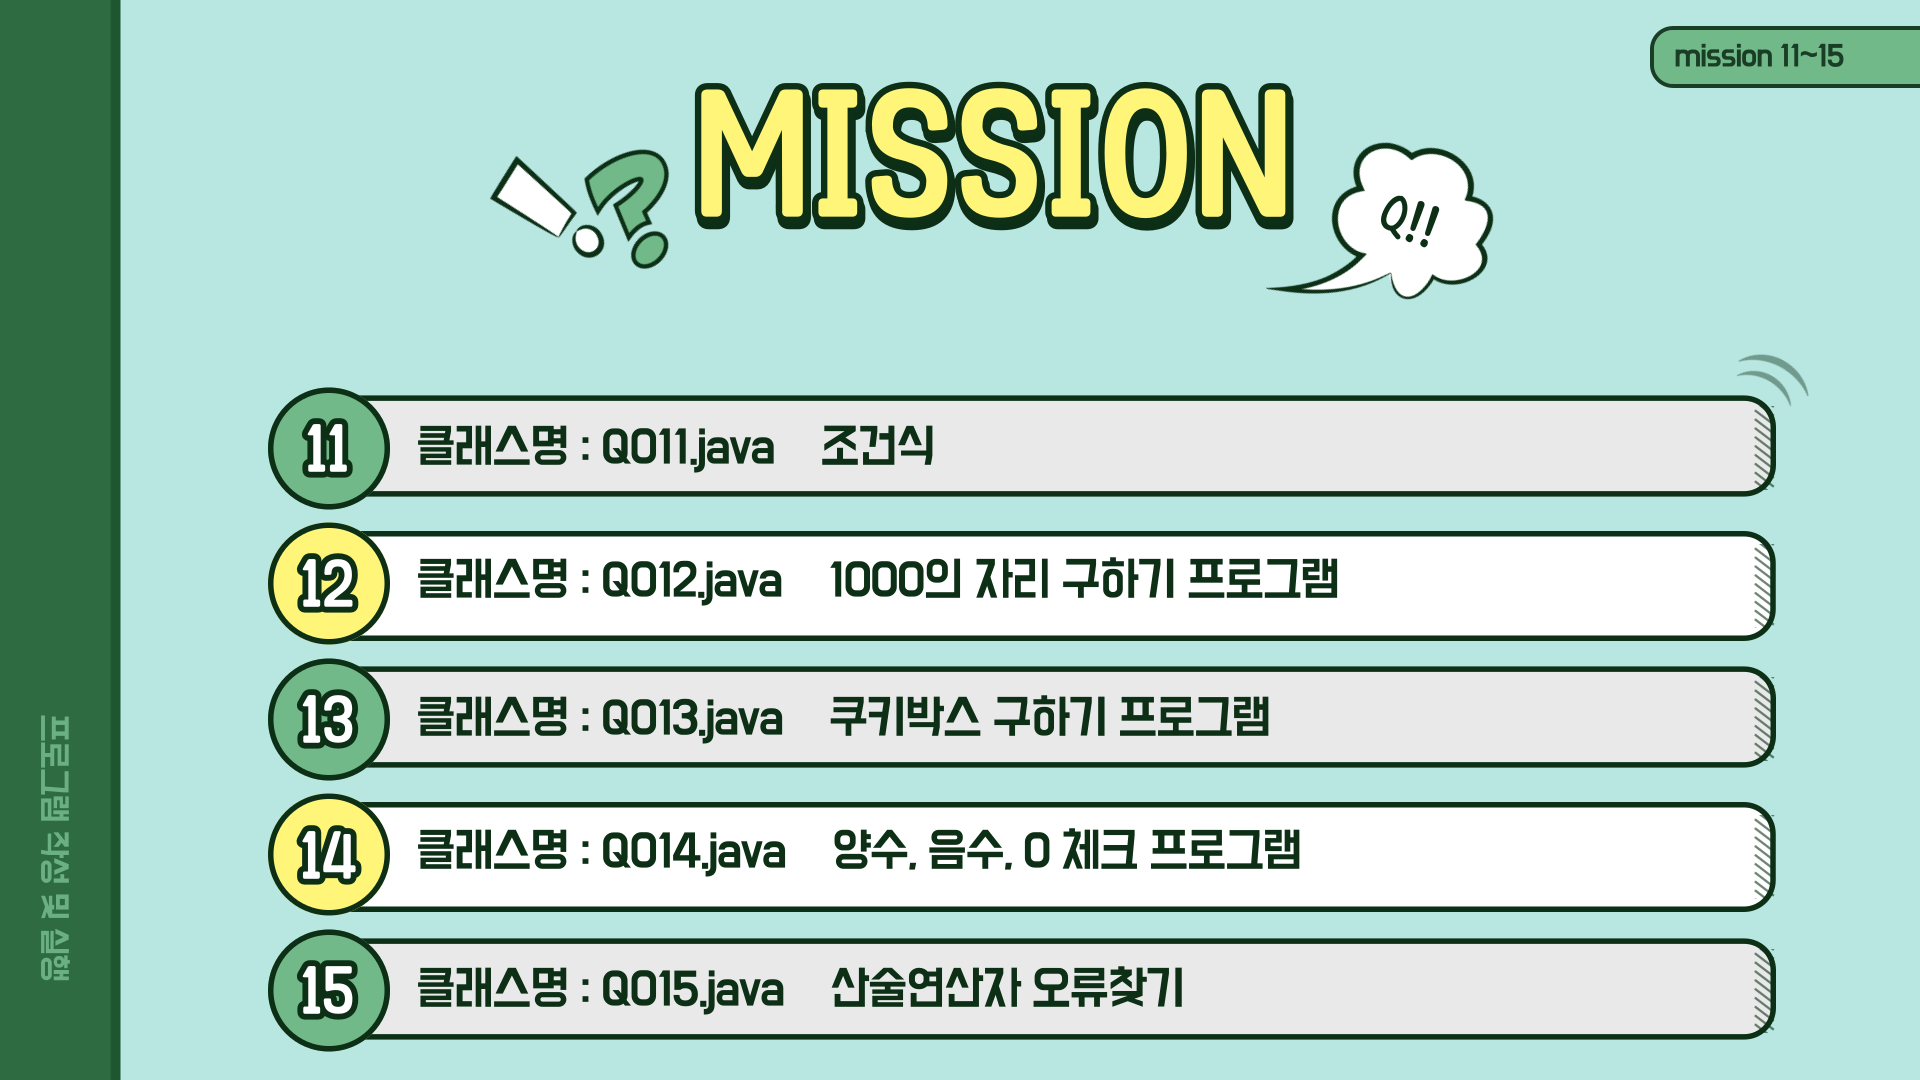 mission 11~15
MISSION
!?
Q!!
11 클래스명 : Q011.java 조건식
12 클래스명 : Q012.java 1000의 자리 구하기 프로그램
13 클래스명 : Q013.java 쿠키박스 구하기 프로그램
14 클래스명 : Q014.java 양수, 음수, 0 체크 프로그램
15 클래스명 : Q015.java 산술연산자 오류찾기
프로그램 작성 및 실행